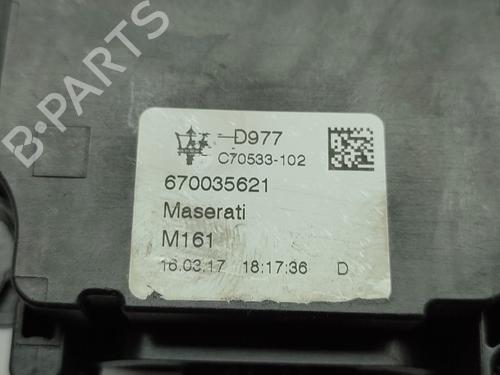 B-PARTS
D977
C70533-102
670035621
Maserati
M161
16.03.17 18:17:36 D